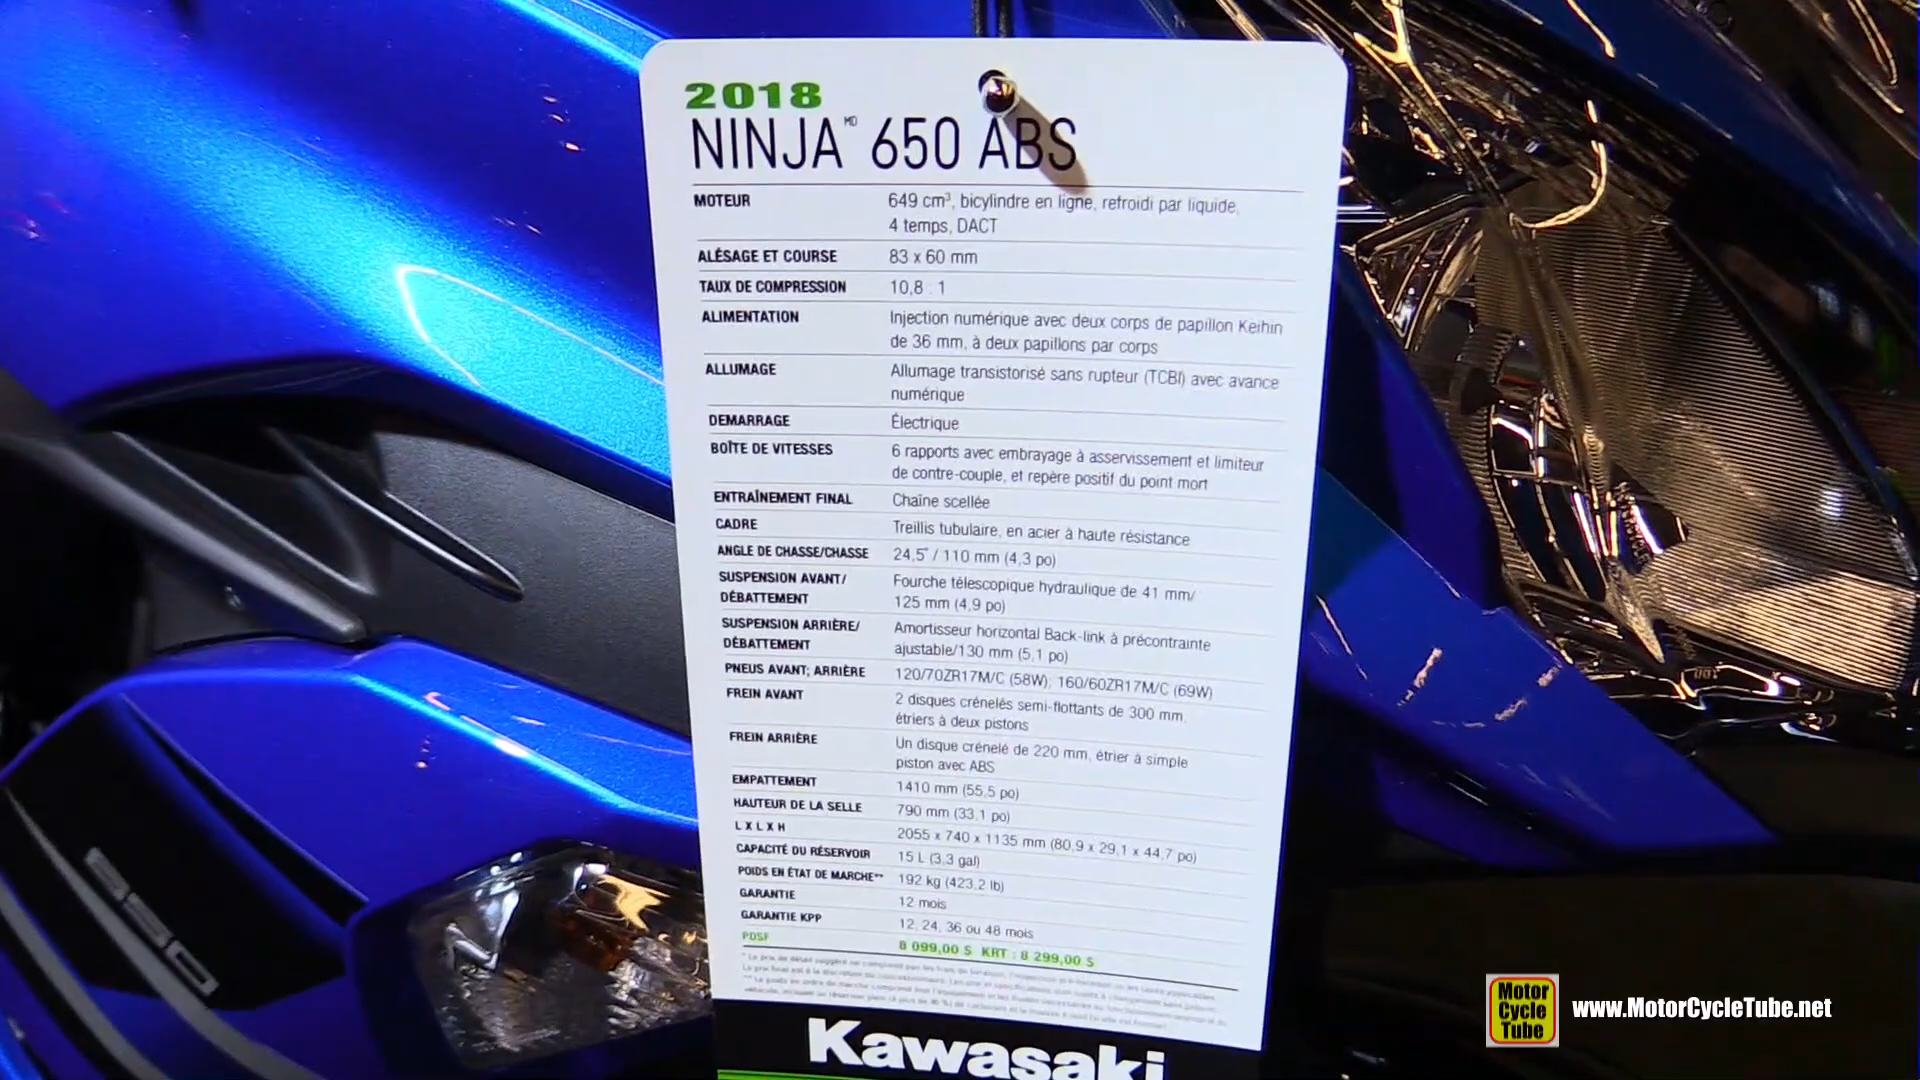 2018
NINJA MD 650 ABS
MOTEUR 649 cm³, bicylindre en ligne, refroidi par liquide,
4 temps, DACT
ALÉSAGE ET COURSE 83 x 60 mm
TAUX DE COMPRESSION 10,8 : 1
ALIMENTATION Injection numérique avec deux corps de papillon Keihin
de 36 mm, à deux papillons par corps
ALLUMAGE Allumage transistorisé sans rupteur (TCBI) avec avance
numérique
DEMARRAGE Électrique
BOÎTE DE VITESSES 6 rapports avec embrayage à asservissement et limiteur
de contre-couple, et repère positif du point mort
ENTRAÎNEMENT FINAL Chaîne scellée
CADRE Treillis tubulaire, en acier à haute résistance
ANGLE DE CHASSE/CHASSE 24,5° / 110 mm (4,3 po)
SUSPENSION AVANT/ Fourche télescopique hydraulique de 41 mm/
DÉBATTEMENT 125 mm (4,9 po)
SUSPENSION ARRIÈRE/ Amortisseur horizontal Back-link à précontrainte
DÉBATTEMENT ajustable/130 mm (5,1 po)
PNEUS AVANT; ARRIÈRE 120/70ZR17M/C (58W); 160/60ZR17M/C (69W)
FREIN AVANT 2 disques crénelés semi-flottants de 300 mm,
étriers à deux pistons
FREIN ARRIÈRE Un disque crénelé de 220 mm, étrier à simple
piston avec ABS
EMPATTEMENT 1410 mm (55,5 po)
HAUTEUR DE LA SELLE 790 mm (33,1 po)
L X L X H 2055 x 740 x 1135 mm (80,9 x 29,1 x 44,7 po)
CAPACITÉ DU RÉSERVOIR 15 L (3,3 gal)
POIDS EN ÉTAT DE MARCHE** 192 kg (423,2 lb)
GARANTIE 12 mois
GARANTIE KPP 12, 24, 36 ou 48 mois
PDSF 8 099,00 $ KRT : 8 299,00 $
Kawasaki
650
Motor
Cycle
Tube
www.MotorCycleTube.net